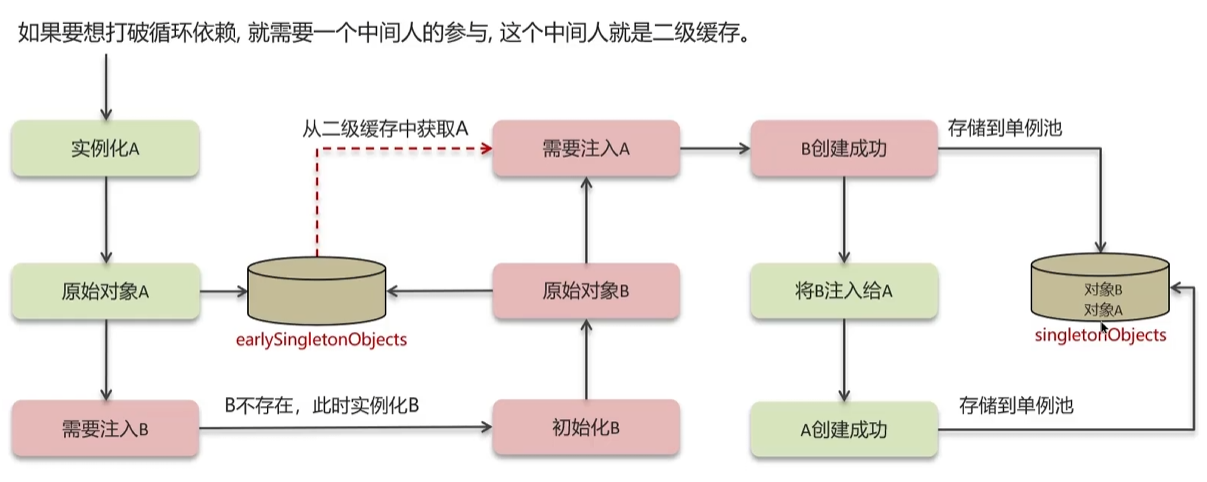 如果要想打破循环依赖, 就需要一个中间人的参与, 这个中间人就是二级缓存。
实例化A
从二级缓存中获取A
需要注入A
B创建成功
存储到单例池
原始对象A
earlySingletonObjects
原始对象B
将B注入给A
对象B
对象A
singletonObjects
需要注入B
B不存在，此时实例化B
初始化B
A创建成功
存储到单例池